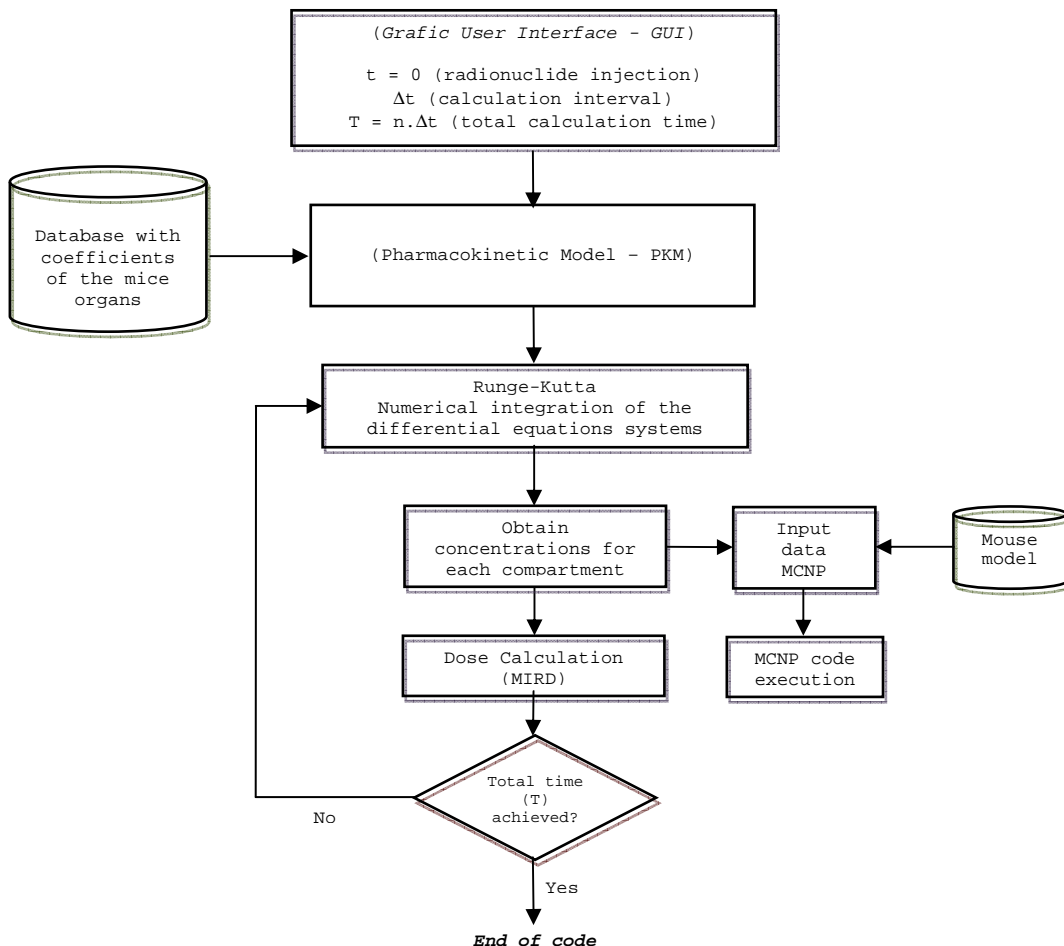 (Grafic User Interface - GUI)
t = 0 (radionuclide injection)
Δt (calculation interval)
T = n.Δt (total calculation time)
Database with
coefficients
of the mice
organs
(Pharmacokinetic Model – PKM)
Runge-Kutta
Numerical integration of the
differential equations systems
Obtain
concentrations for
each compartment
Input
data
MCNP
Mouse
model
Dose Calculation
(MIRD)
MCNP code
execution
Total time
(T)
achieved?
No
Yes
End of code